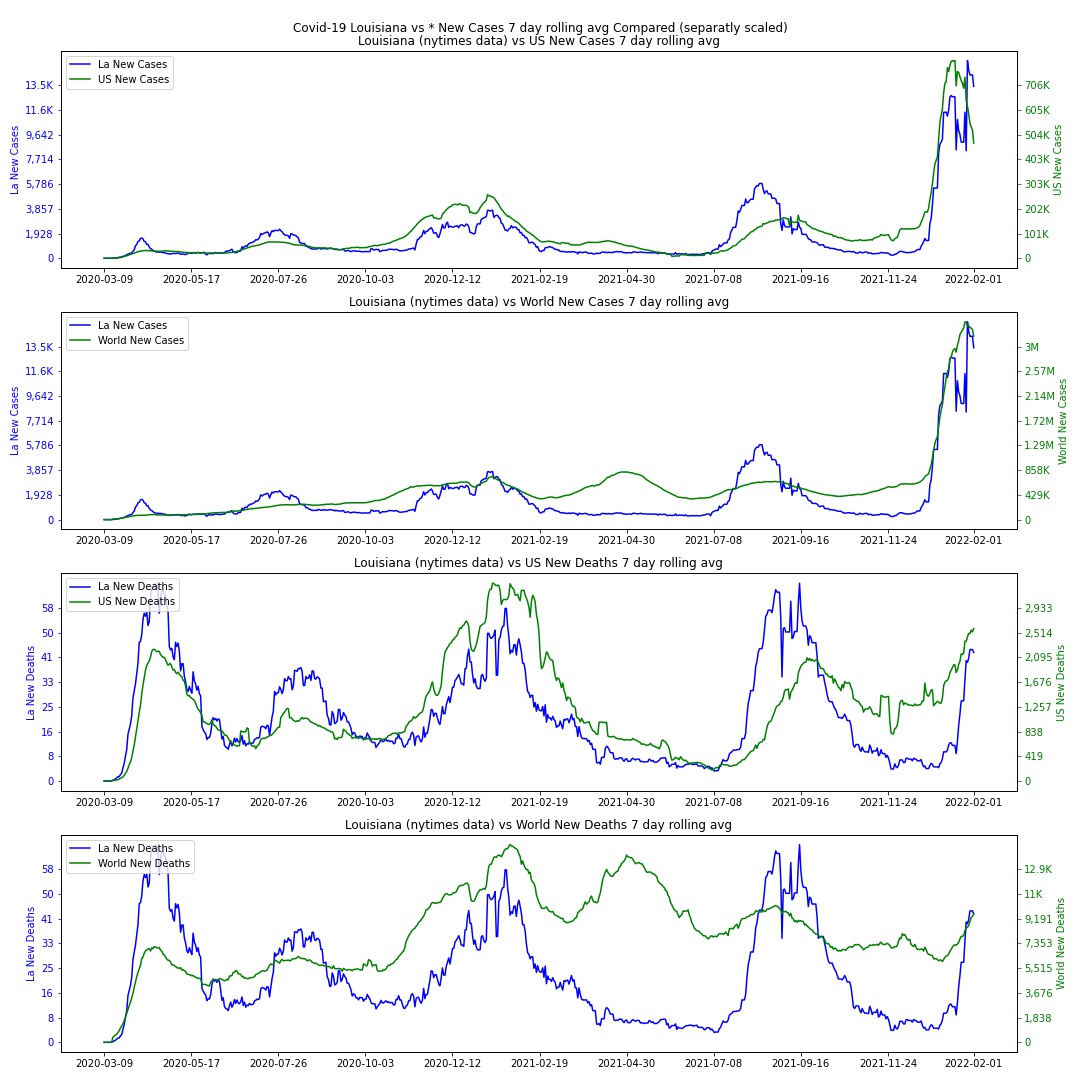 Covid-19 Louisiana vs * New Cases 7 day rolling avg Compared (separatly scaled)
Louisiana (nytimes data) vs US New Cases 7 day rolling avg
La New Cases
US New Cases
13.5K
11.6K
9,642
7,714
5,786
3,857
1,928
0
La New Cases
706K
605K
504K
403K
303K
202K
101K
0
US New Cases
2020-03-09 2020-05-17 2020-07-26 2020-10-03 2020-12-12 2021-02-19 2021-04-30 2021-07-08 2021-09-16 2021-11-24 2022-02-01
Louisiana (nytimes data) vs World New Cases 7 day rolling avg
La New Cases
World New Cases
13.5K
11.6K
9,642
7,714
5,786
3,857
1,928
0
La New Cases
3M
2.57M
2.14M
1.72M
1.29M
858K
429K
0
World New Cases
2020-03-09 2020-05-17 2020-07-26 2020-10-03 2020-12-12 2021-02-19 2021-04-30 2021-07-08 2021-09-16 2021-11-24 2022-02-01
Louisiana (nytimes data) vs US New Deaths 7 day rolling avg
La New Deaths
US New Deaths
58
50
41
33
25
16
8
0
La New Deaths
2,933
2,514
2,095
1,676
1,257
838
419
0
US New Deaths
2020-03-09 2020-05-17 2020-07-26 2020-10-03 2020-12-12 2021-02-19 2021-04-30 2021-07-08 2021-09-16 2021-11-24 2022-02-01
Louisiana (nytimes data) vs World New Deaths 7 day rolling avg
La New Deaths
World New Deaths
58
50
41
33
25
16
8
0
La New Deaths
12.9K
11K
9,191
7,353
5,515
3,676
1,838
0
World New Deaths
2020-03-09 2020-05-17 2020-07-26 2020-10-03 2020-12-12 2021-02-19 2021-04-30 2021-07-08 2021-09-16 2021-11-24 2022-02-01